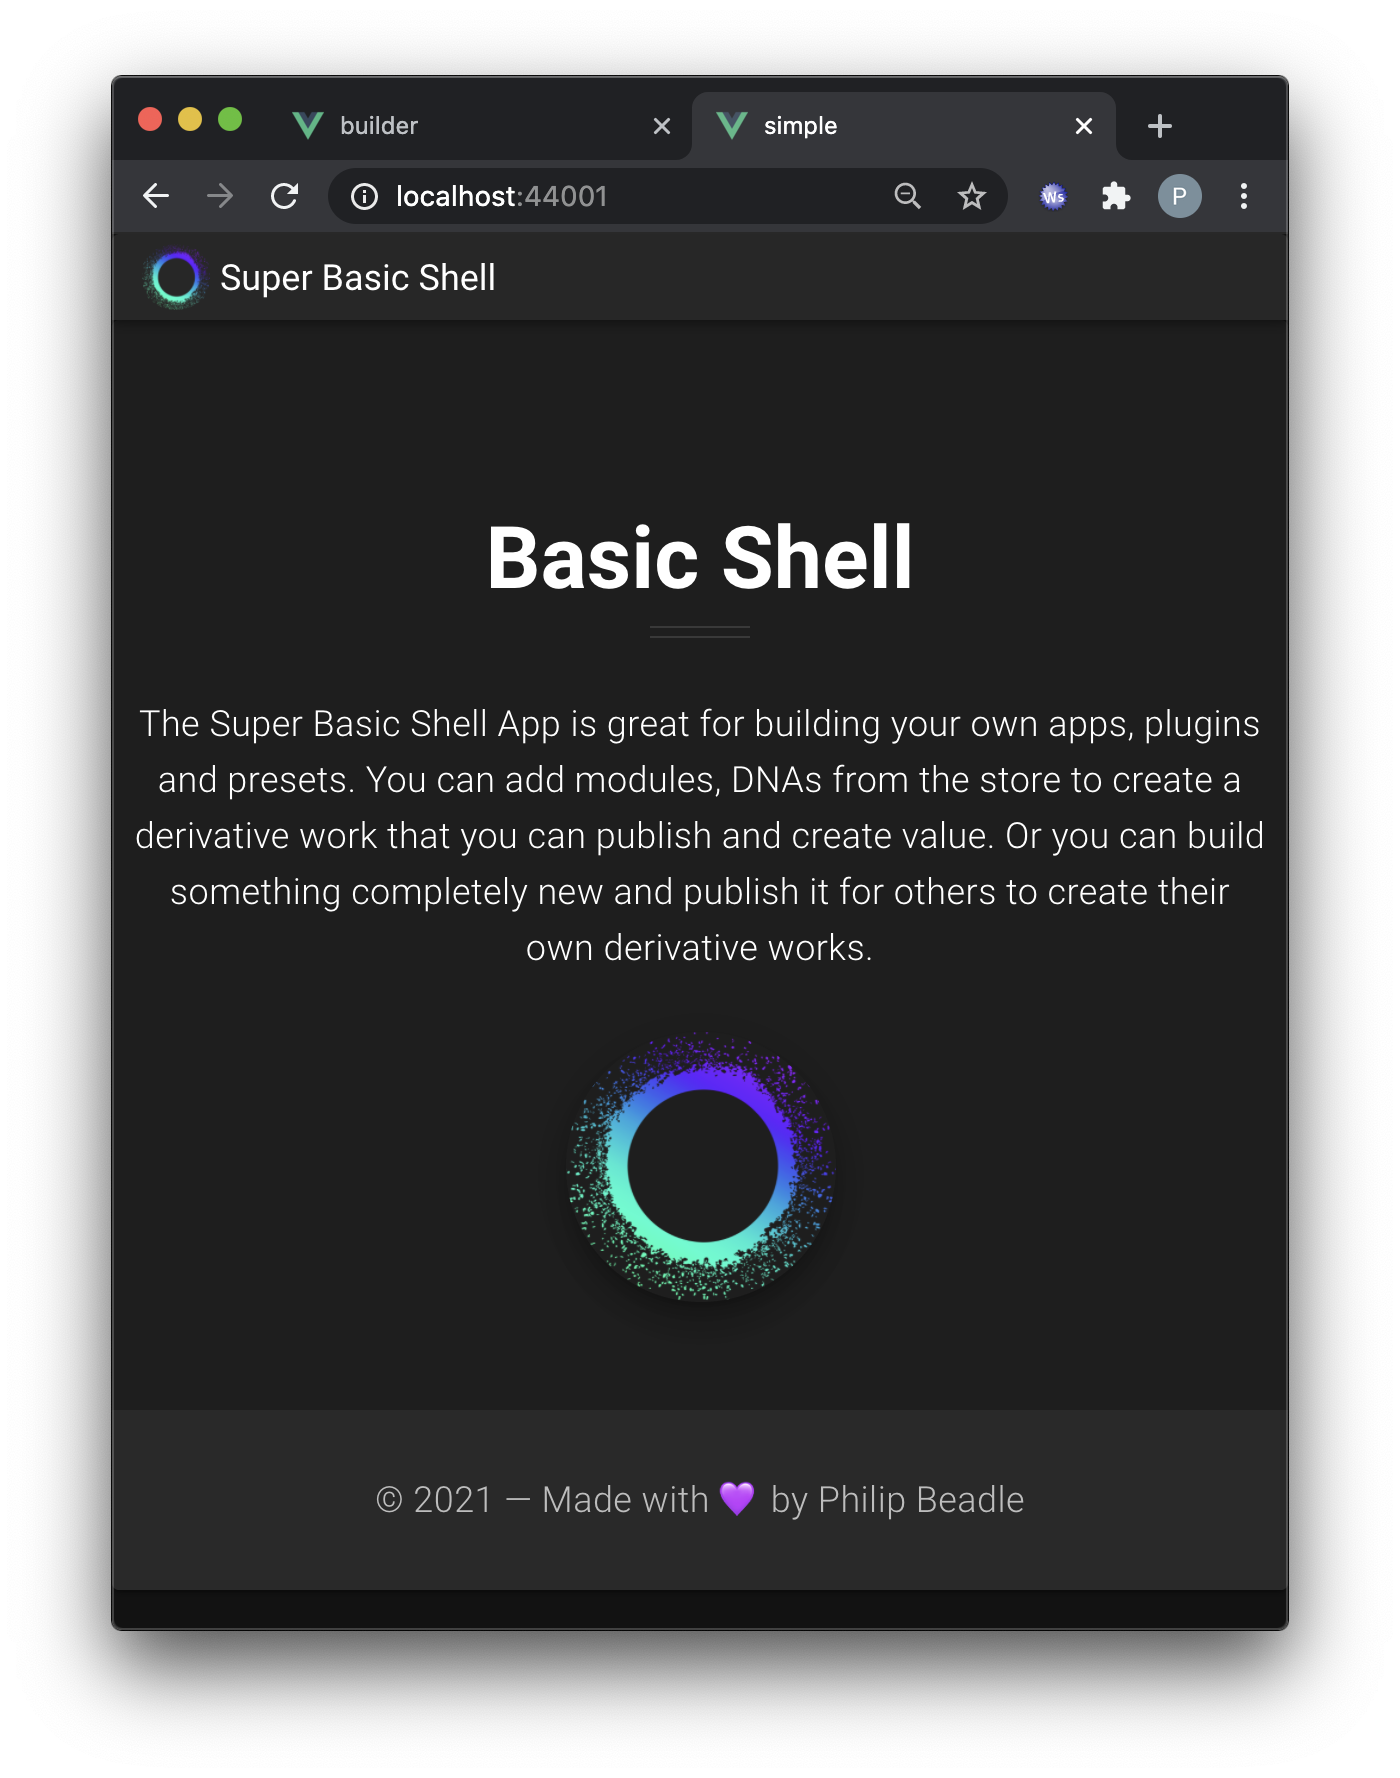 builder
simple
localhost:44001
Ws
P
Super Basic Shell
Basic Shell
The Super Basic Shell App is great for building your own apps, plugins
and presets. You can add modules, DNAs from the store to create a
derivative work that you can publish and create value. Or you can build
something completely new and publish it for others to create their
own derivative works.
© 2021 — Made with 💜 by Philip Beadle